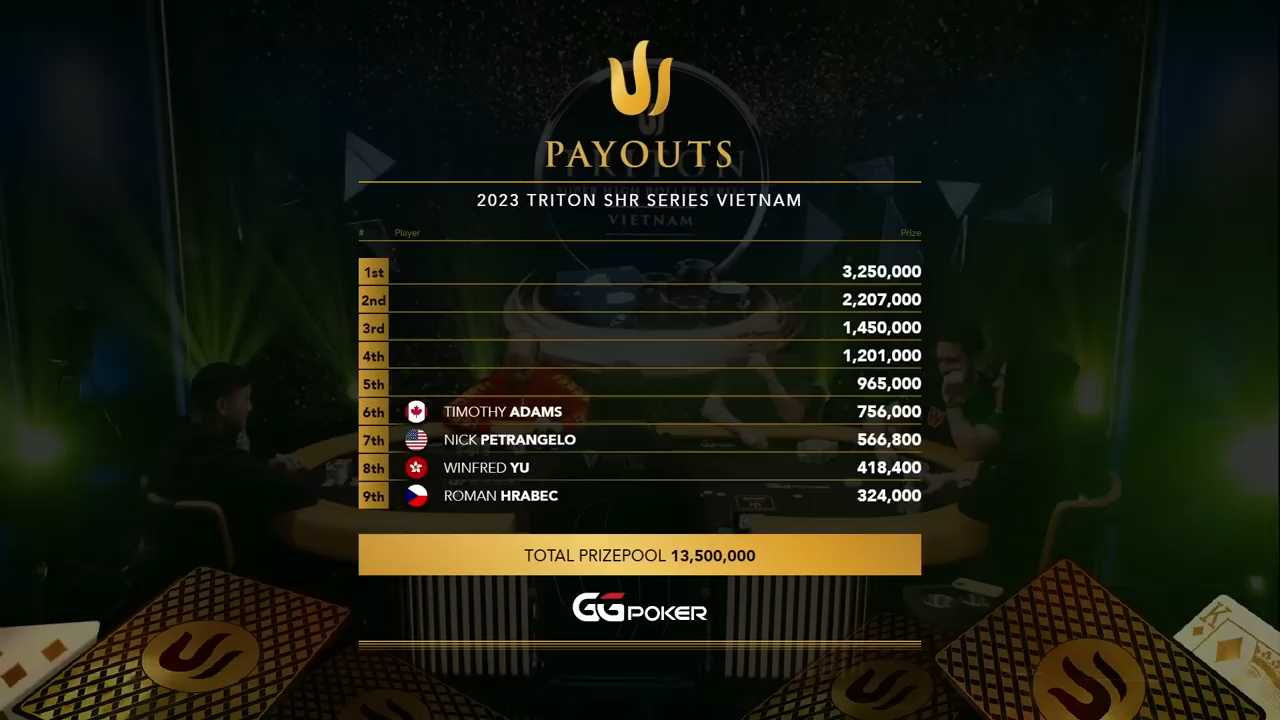 PAYOUTS
2023 TRITON SHR SERIES VIETNAM
VIETNAM
# Player Prize
1st 3,250,000
2nd 2,207,000
3rd 1,450,000
4th 1,201,000
5th 965,000
6th TIMOTHY ADAMS 756,000
7th NICK PETRANGELO 566,800
8th WINFRED YU 418,400
9th ROMAN HRABEC 324,000
TOTAL PRIZEPOOL 13,500,000
GGPOKER
K